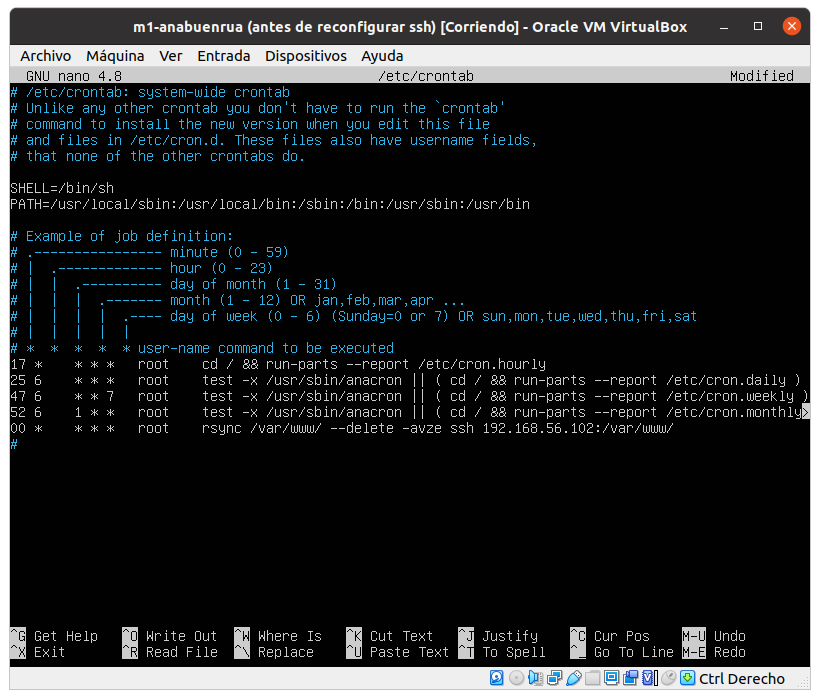 m1-anabuenrua (antes de reconfigurar ssh) [Corriendo] - Oracle VM VirtualBox
Archivo Máquina Ver Entrada Dispositivos Ayuda
GNU nano 4.8 /etc/crontab Modified
# /etc/crontab: system-wide crontab
# Unlike any other crontab you don't have to run the `crontab'
# command to install the new version when you edit this file
# and files in /etc/cron.d. These files also have username fields,
# that none of the other crontabs do.
SHELL=/bin/sh
PATH=/usr/local/sbin:/usr/local/bin:/sbin:/bin:/usr/sbin:/usr/bin
# Example of job definition:
# .---------------- minute (0 - 59)
# | .------------- hour (0 - 23)
# | | .---------- day of month (1 - 31)
# | | | .------- month (1 - 12) OR jan,feb,mar,apr ...
# | | | | .---- day of week (0 - 6) (Sunday=0 or 7) OR sun,mon,tue,wed,thu,fri,sat
# | | | | |
# * * * * * user-name command to be executed
17 * * * * root cd / && run-parts --report /etc/cron.hourly
25 6 * * * root test -x /usr/sbin/anacron || ( cd / && run-parts --report /etc/cron.daily )
47 6 * * 7 root test -x /usr/sbin/anacron || ( cd / && run-parts --report /etc/cron.weekly )
52 6 1 * * root test -x /usr/sbin/anacron || ( cd / && run-parts --report /etc/cron.monthly>
00 * * * * root rsync /var/www/ --delete -avze ssh 192.168.56.102:/var/www/
#
^G Get Help ^O Write Out ^W Where Is ^K Cut Text ^J Justify ^C Cur Pos M-U Undo
^X Exit ^R Read File ^\ Replace ^U Paste Text ^T To Spell ^_ Go To Line M-E Redo
Ctrl Derecho